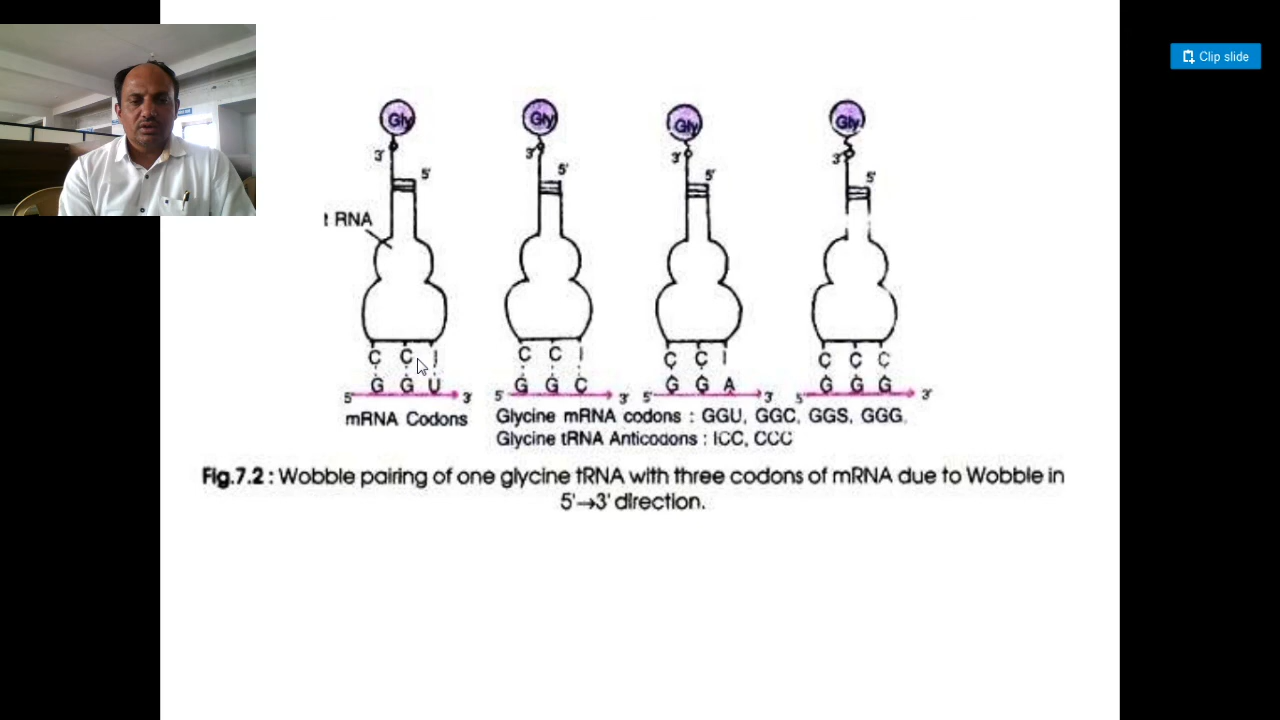 Clip slide
Gly Gly Gly Gly
3' 5' 3' 5' 3' 5' 3' 5'
t RNA
C C I C C I C C I C C C
G G U G G C G G A G G G
5' 3' 5' 3' 5' 3' 5' 3'
mRNA Codons
Glycine mRNA codons : GGU, GGC, GGS, GGG,
Glycine tRNA Anticodons : ICC, CCC
Fig.7.2 : Wobble pairing of one glycine tRNA with three codons of mRNA due to Wobble in
5'→3' direction.